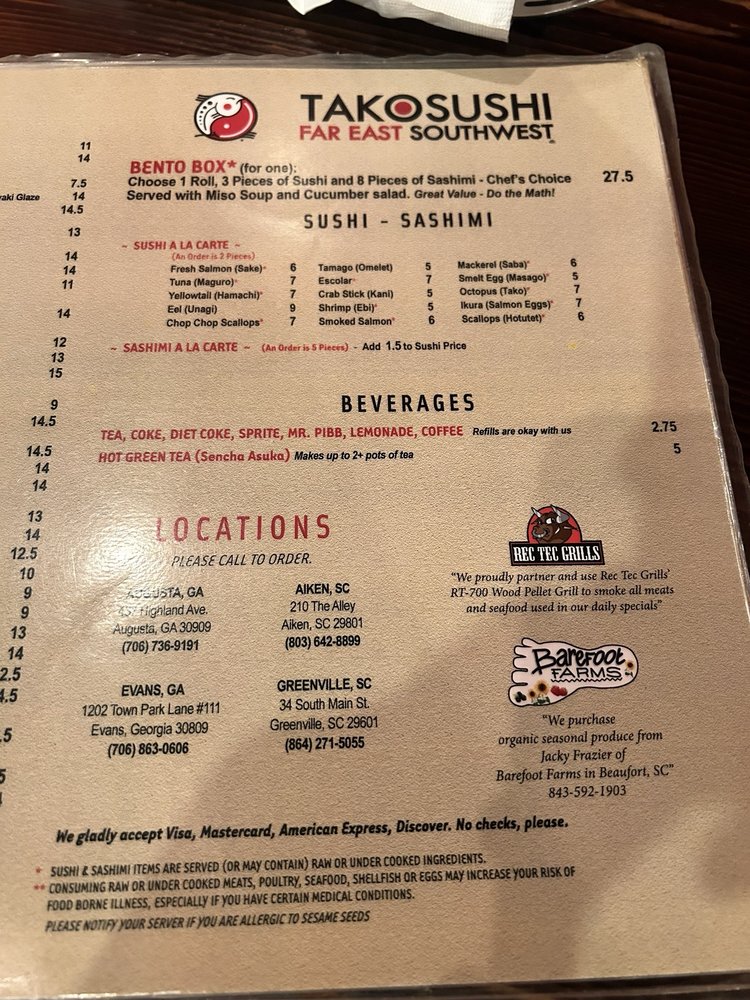 TAKOSUSHI
FAR EAST SOUTHWEST
BENTO BOX* (for one):
Choose 1 Roll, 3 Pieces of Sushi and 8 Pieces of Sashimi - Chef's Choice 27.5
Served with Miso Soup and Cucumber salad. Great Value - Do the Math!
SUSHI - SASHIMI
~ SUSHI A LA CARTE ~
(An Order is 2 Pieces)
Fresh Salmon (Sake)* 6
Tuna (Maguro)* 7
Yellowtail (Hamachi)* 7
Eel (Unagi) 9
Chop Chop Scallops* 7
Tamago (Omelet) 5
Escolar* 7
Crab Stick (Kani) 5
Shrimp (Ebi)* 5
Smoked Salmon* 6
Mackerel (Saba)* 6
Smelt Egg (Masago)* 5
Octopus (Tako)* 7
Ikura (Salmon Eggs)* 7
Scallops (Hotutet)* 6
~ SASHIMI A LA CARTE ~ (An Order is 5 Pieces) - Add 1.5 to Sushi Price
BEVERAGES
TEA, COKE, DIET COKE, SPRITE, MR. PIBB, LEMONADE, COFFEE Refills are okay with us 2.75
HOT GREEN TEA (Sencha Asuka) Makes up to 2+ pots of tea 5
LOCATIONS
PLEASE CALL TO ORDER.
AUGUSTA, GA
437 Highland Ave.
Augusta, GA 30909
(706) 736-9191
AIKEN, SC
210 The Alley
Aiken, SC 29801
(803) 642-8899
EVANS, GA
1202 Town Park Lane #111
Evans, Georgia 30809
(706) 863-0606
GREENVILLE, SC
34 South Main St.
Greenville, SC 29601
(864) 271-5055
REC TEC GRILLS
"We proudly partner and use Rec Tec Grills'
RT-700 Wood Pellet Grill to smoke all meats
and seafood used in our daily specials"
Barefoot
FARMS
"We purchase
organic seasonal produce from
Jacky Frazier of
Barefoot Farms in Beaufort, SC"
843-592-1903
We gladly accept Visa, Mastercard, American Express, Discover. No checks, please.
* SUSHI & SASHIMI ITEMS ARE SERVED (OR MAY CONTAIN) RAW OR UNDER COOKED INGREDIENTS.
** CONSUMING RAW OR UNDER COOKED MEATS, POULTRY, SEAFOOD, SHELLFISH OR EGGS MAY INCREASE YOUR RISK OF
FOOD BORNE ILLNESS, ESPECIALLY IF YOU HAVE CERTAIN MEDICAL CONDITIONS.
PLEASE NOTIFY YOUR SERVER IF YOU ARE ALLERGIC TO SESAME SEEDS
11
14
7.5
Glaze 14
14.5
13
14
14
11
14
12
13
15
9
14.5
14.5
14
14
13
14
12.5
10
9
9
13
14